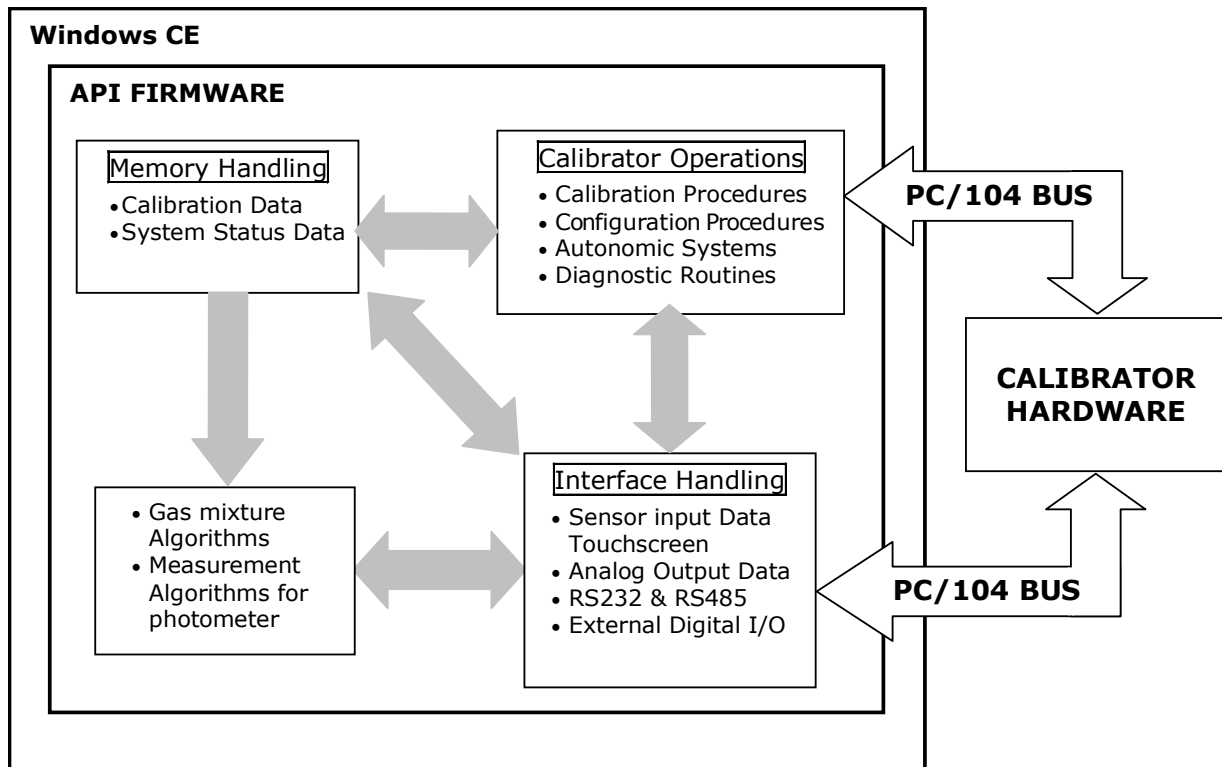 Windows CE
API FIRMWARE
Memory Handling
• Calibration Data
• System Status Data
Calibrator Operations
• Calibration Procedures
• Configuration Procedures
• Autonomic Systems
• Diagnostic Routines
PC/104 BUS
CALIBRATOR
HARDWARE
• Gas mixture
Algorithms
• Measurement
Algorithms for
photometer
Interface Handling
• Sensor input Data
Touchscreen
• Analog Output Data
• RS232 & RS485
• External Digital I/O
PC/104 BUS